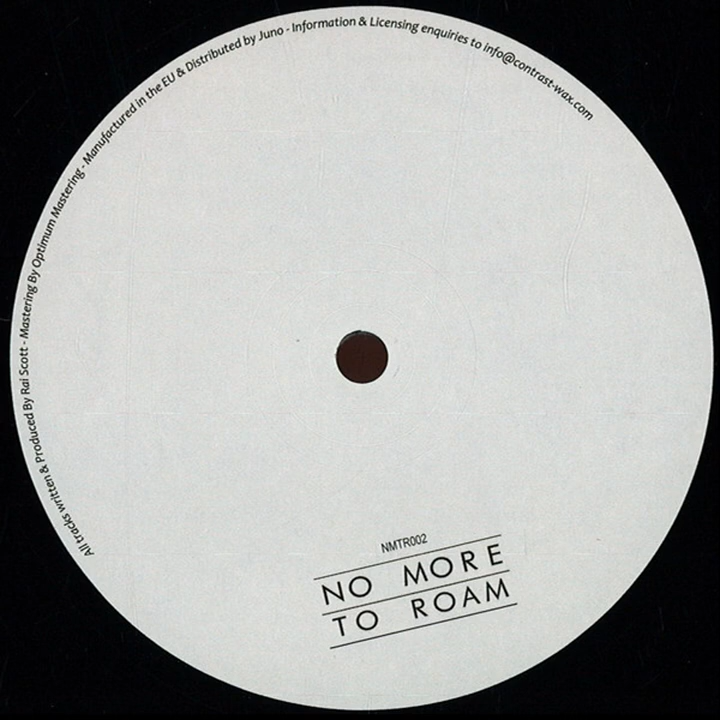 All tracks written & Produced By Rai Scott - Mastering By Optimum Mastering - Manufactured in the EU & Distributed by Juno - Information & Licensing enquiries to info@contrast-wax.com
NMTR002
NO MORE
TO ROAM